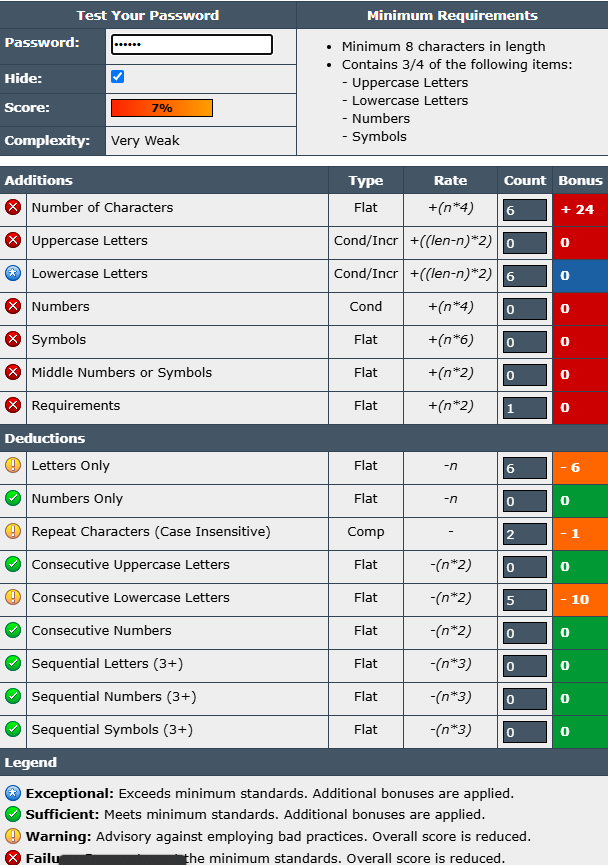 Test Your Password Minimum Requirements
Password: ••••••
• Minimum 8 characters in length
• Contains 3/4 of the following items:
- Uppercase Letters
- Lowercase Letters
- Numbers
- Symbols
Hide:
Score: 7%
Complexity: Very Weak
Additions Type Rate Count Bonus
Number of Characters Flat +(n*4) 6 + 24
Uppercase Letters Cond/Incr +((len-n)*2) 0 0
Lowercase Letters Cond/Incr +((len-n)*2) 6 0
Numbers Cond +(n*4) 0 0
Symbols Flat +(n*6) 0 0
Middle Numbers or Symbols Flat +(n*2) 0 0
Requirements Flat +(n*2) 1 0
Deductions
Letters Only Flat -n 6 - 6
Numbers Only Flat -n 0 0
Repeat Characters (Case Insensitive) Comp - 2 - 1
Consecutive Uppercase Letters Flat -(n*2) 0 0
Consecutive Lowercase Letters Flat -(n*2) 5 - 10
Consecutive Numbers Flat -(n*2) 0 0
Sequential Letters (3+) Flat -(n*3) 0 0
Sequential Numbers (3+) Flat -(n*3) 0 0
Sequential Symbols (3+) Flat -(n*3) 0 0
Legend
Exceptional: Exceeds minimum standards. Additional bonuses are applied.
Sufficient: Meets minimum standards. Additional bonuses are applied.
Warning: Advisory against employing bad practices. Overall score is reduced.
the minimum standards. Overall score is reduced.